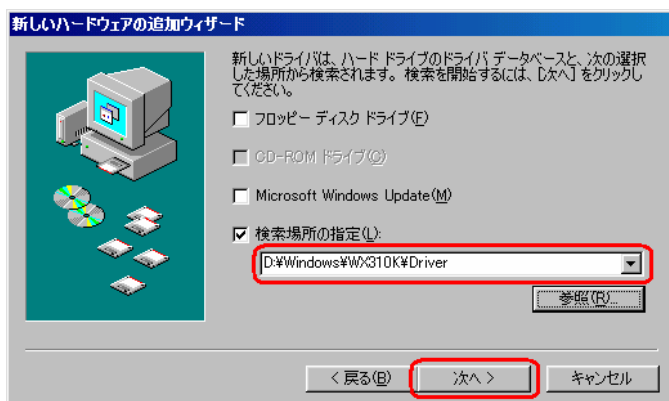 新しいハードウェアの追加ウィザード
新しいドライバは、ハード ドライブのドライバ データベースと、次の選択
した場所から検索されます。検索を開始するには、[次へ] をクリックし
てください。
フロッピー ディスク ドライブ(F)
CD-ROM ドライブ(C)
Microsoft Windows Update(M)
検索場所の指定(L):
D:¥Windows¥WX310K¥Driver
参照(R)...
< 戻る(B)
次へ >
キャンセル